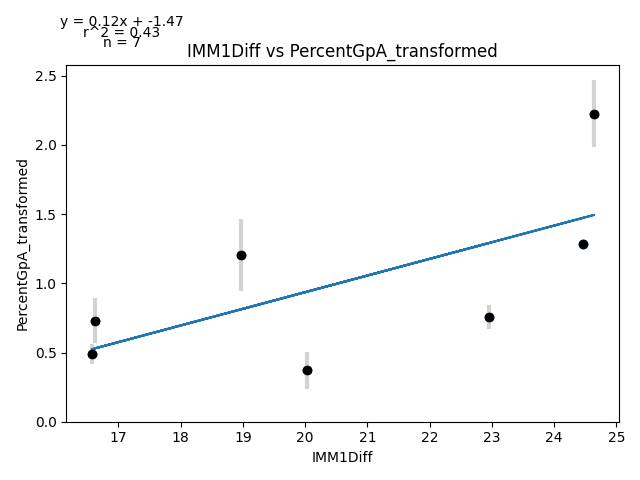 y = 0.12x + -1.47
r^2 = 0.43
n = 7
IMM1Diff vs PercentGpA_transformed
PercentGpA_transformed
2.5
2.0
1.5
1.0
0.5
0.0
17 18 19 20 21 22 23 24 25
IMM1Diff